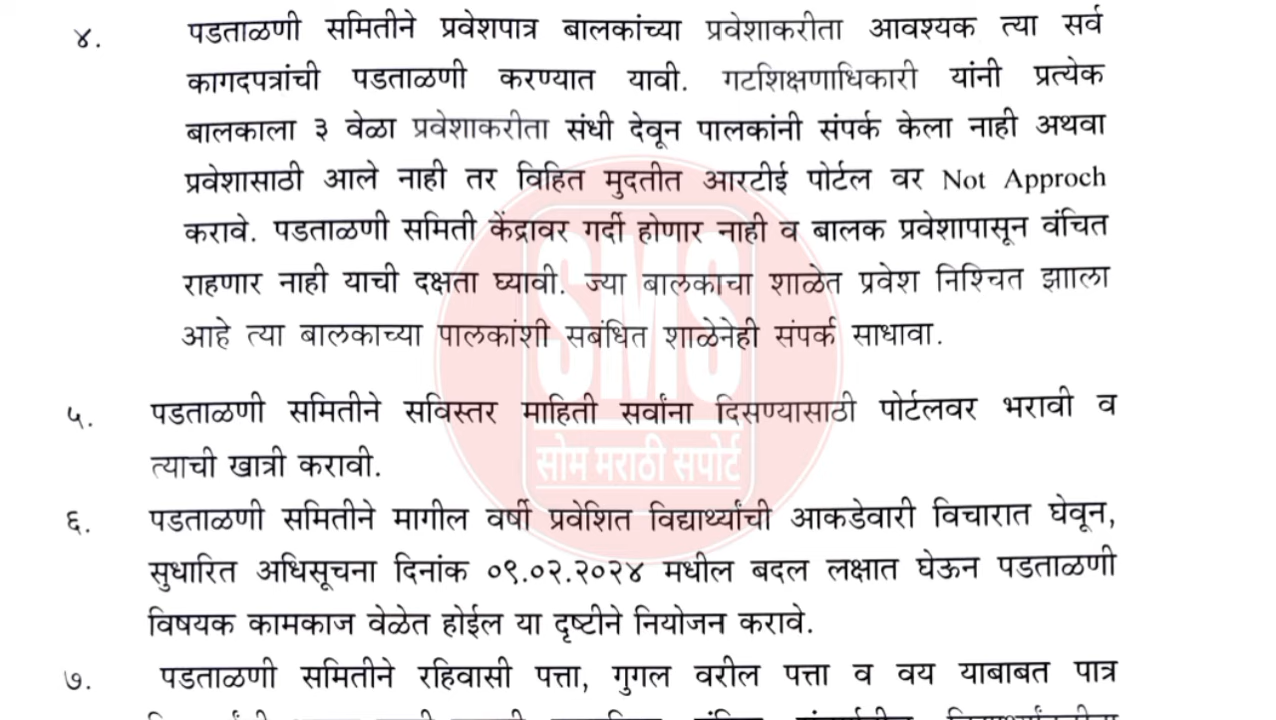 ४. पडताळणी समितीने प्रवेशपात्र बालकांच्या प्रवेशाकरीता आवश्यक त्या सर्व
कागदपत्रांची पडताळणी करण्यात यावी. गटशिक्षणाधिकारी यांनी प्रत्येक
बालकाला ३ वेळा प्रवेशाकरीता संधी देवून पालकांनी संपर्क केला नाही अथवा
प्रवेशासाठी आले नाही तर विहित मुदतीत आरटीई पोर्टल वर Not Approch
करावे. पडताळणी समिती केंद्रावर गर्दी होणार नाही व बालक प्रवेशापासून वंचित
राहणार नाही याची दक्षता घ्यावी. ज्या बालकाचा शाळेत प्रवेश निश्चित झााला
आहे त्या बालकाच्या पालकांशी सबंधित शाळेनेही संपर्क साधावा.
५. पडताळणी समितीने सविस्तर माहिती सर्वांना दिसण्यासाठी पोर्टलवर भरावी व
त्याची खात्री करावी.
६. पडताळणी समितीने मागील वर्षी प्रवेशित विद्यार्थ्यांची आकडेवारी विचारात घेवून,
सुधारित अधिसूचना दिनांक ०९.०२.२०२४ मधील बदल लक्षात घेऊन पडताळणी
विषयक कामकाज वेळेत होईल या दृष्टीने नियोजन करावे.
७. पडताळणी समितीने रहिवासी पत्ता, गुगल वरील पत्ता व वय याबाबत पात्र
SMS
सोम मराठी सपोर्ट